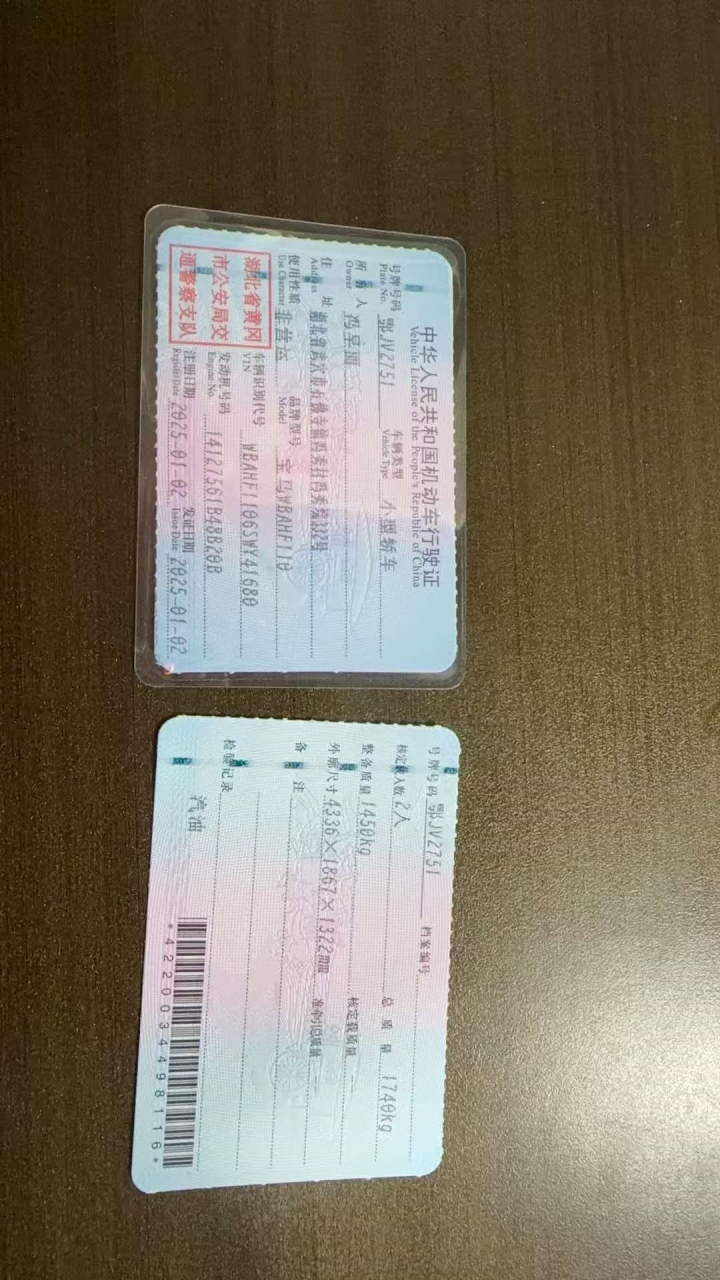 中华人民共和国机动车行驶证
Vehicle License of the People's Republic of China
号牌号码 鄂JV2751 车辆类型 小型轿车
Plate No. Vehicle Type
所有人
Owner
住址
Address
使用性质 非营运 品牌型号 宝马WBAHF110
Use Character Model
湖北省黄冈
市公安局交
通警察支队
车辆识别代号 WBAHF1106SWY41680
VIN
发动机号码 14127561B48B20B
Engine No.
注册日期 2025-01-02 发证日期 2025-01-02
Register Date Issue Date
号牌号码 鄂JV2751 档案编号
核定载人数 2人 总质量 1740kg
整备质量 1450kg 核定载质量 --
外廓尺寸 4336×1867×1322mm 准牵引总质量 --
备注
检验记录
汽油
*4220034498116*